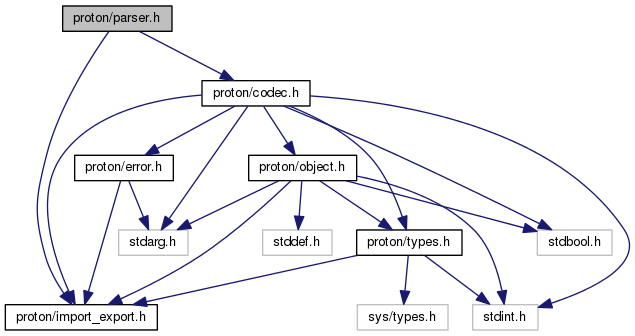 proton/parser.h
proton/codec.h
proton/error.h
proton/object.h
stdarg.h
stddef.h
proton/types.h
stdbool.h
proton/import_export.h
sys/types.h
stdint.h